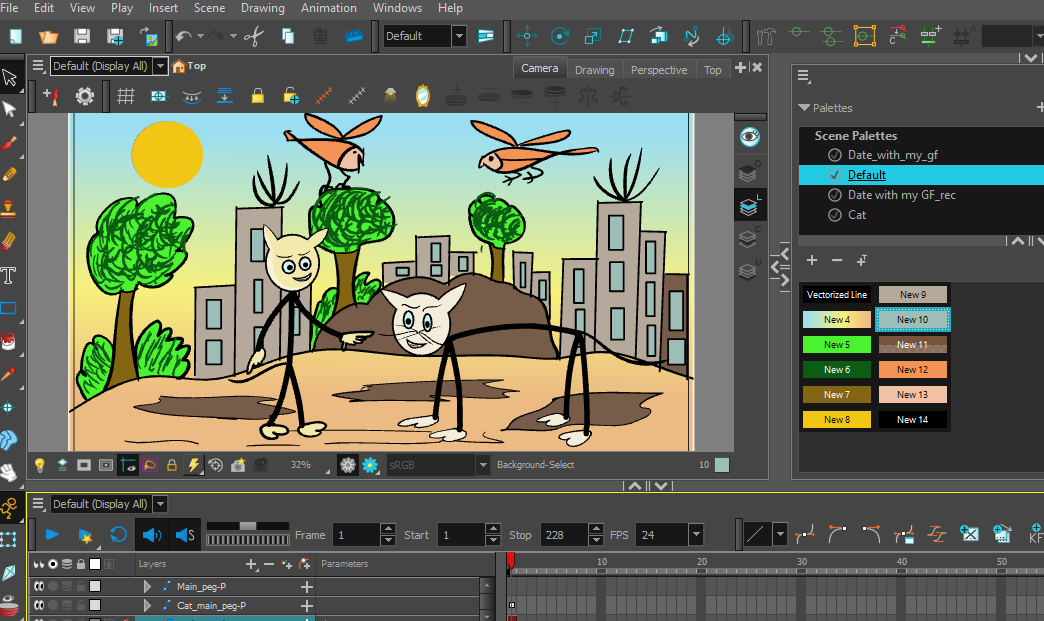 File Edit View Play Insert Scene Drawing Animation Windows Help
Default
Default (Display All) Top
Camera Drawing Perspective Top
Palettes
Scene Palettes
Date_with_my_gf
Default
Date with my GF_rec
Cat
Vectorized Line New 9
New 4 New 10
New 5 New 11
New 6 New 12
New 7 New 13
New 8 New 14
32% sRGB Background-Select 10
Default (Display All)
Frame 1 Start 1 Stop 228 FPS 24
Layers Parameters 10 20 30 40 50
Main_peg-P
Cat_main_peg-P